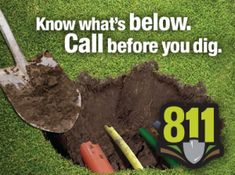 Know what's below.
Call before you dig.
811